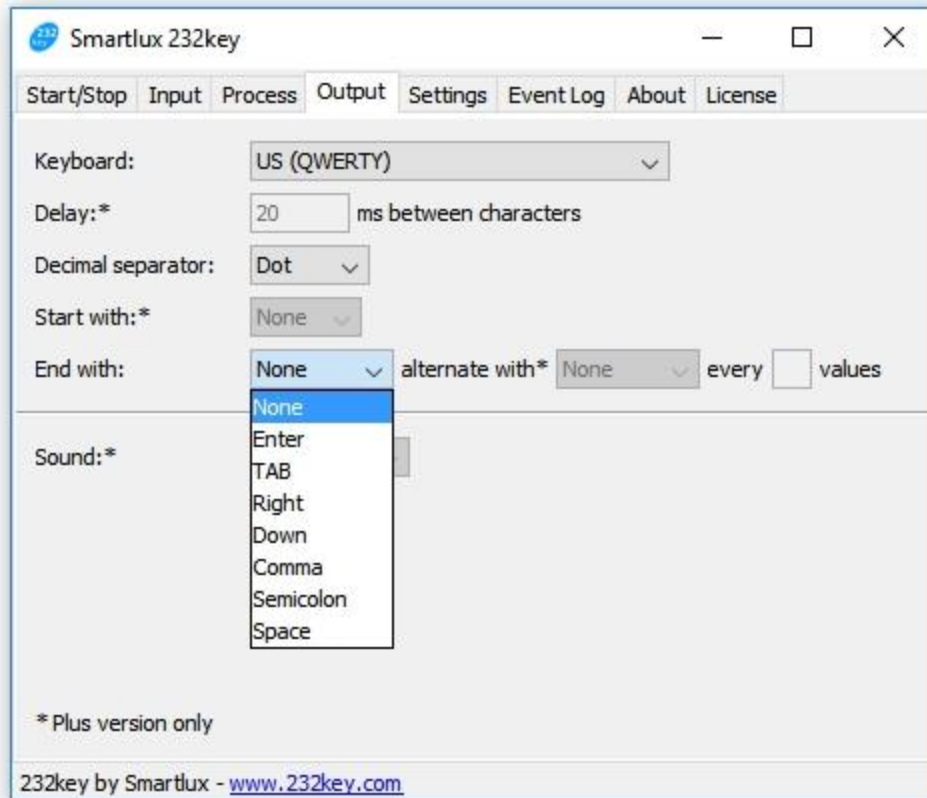 232 key Smartlux 232key
Start/Stop Input Process Output Settings Event Log About License
Keyboard: US (QWERTY)
Delay:* 20 ms between characters
Decimal separator: Dot
Start with:* None
End with: None alternate with* None every values
None
Enter
Sound:*
TAB
Right
Down
Comma
Semicolon
Space
* Plus version only
232key by Smartlux - www.232key.com